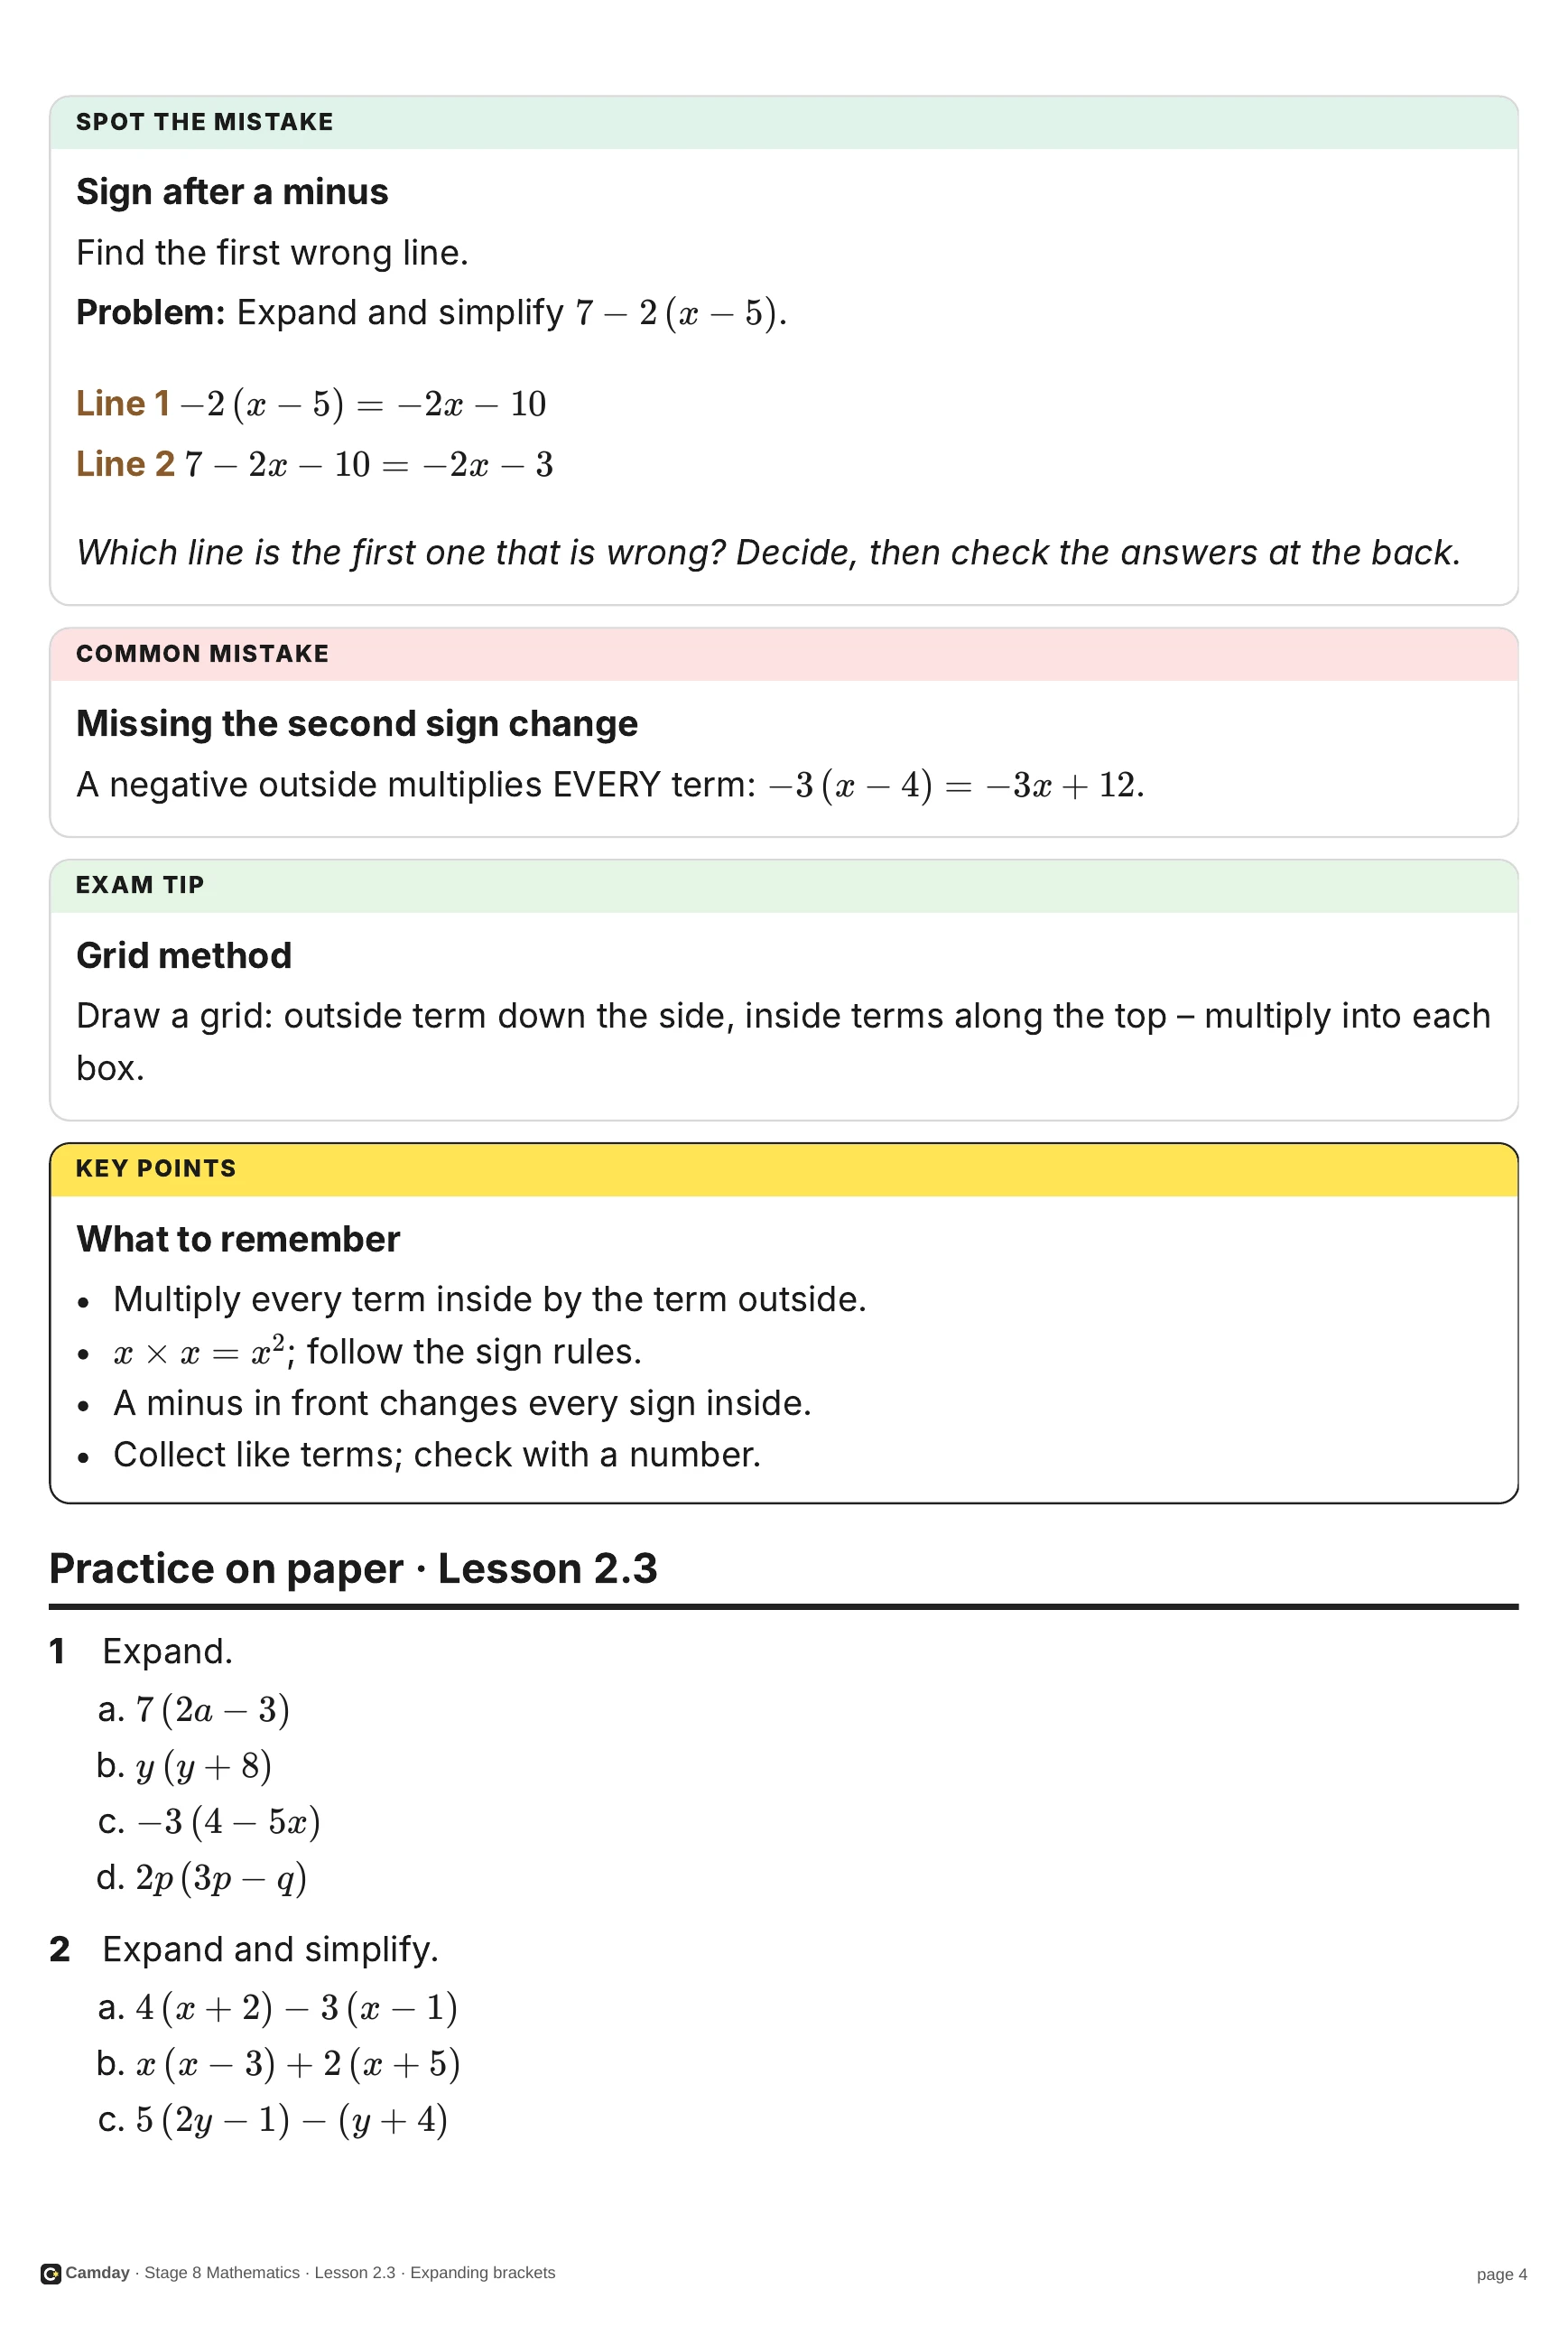 SPOT THE MISTAKE
Sign after a minus
Find the first wrong line.
Problem: Expand and simplify 7 − 2 (x − 5).
Line 1 −2 (x − 5) = −2x − 10
Line 2 7 − 2x − 10 = −2x − 3
Which line is the first one that is wrong? Decide, then check the answers at the back.
COMMON MISTAKE
Missing the second sign change
A negative outside multiplies EVERY term: −3 (x − 4) = −3x + 12.
EXAM TIP
Grid method
Draw a grid: outside term down the side, inside terms along the top – multiply into each
box.
KEY POINTS
What to remember
• Multiply every term inside by the term outside.
• x × x = x²; follow the sign rules.
• A minus in front changes every sign inside.
• Collect like terms; check with a number.
Practice on paper · Lesson 2.3
1 Expand.
a. 7 (2a − 3)
b. y (y + 8)
c. −3 (4 − 5x)
d. 2p (3p − q)
2 Expand and simplify.
a. 4 (x + 2) − 3 (x − 1)
b. x (x − 3) + 2 (x + 5)
c. 5 (2y − 1) − (y + 4)
Camday · Stage 8 Mathematics · Lesson 2.3 · Expanding brackets
page 4